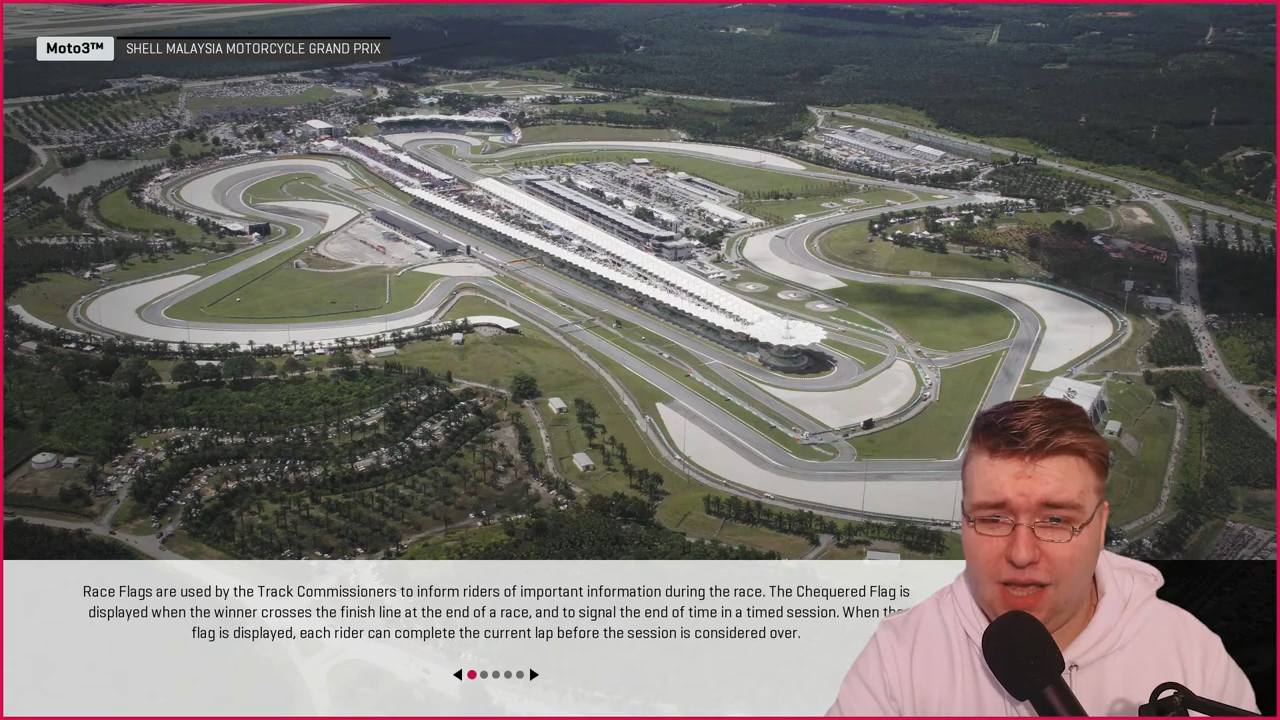 Moto3™ SHELL MALAYSIA MOTORCYCLE GRAND PRIX
Race Flags are used by the Track Commissioners to inform riders of important information during the race. The Chequered Flag is
displayed when the winner crosses the finish line at the end of a race, and to signal the end of time in a timed session. When the
flag is displayed, each rider can complete the current lap before the session is considered over.